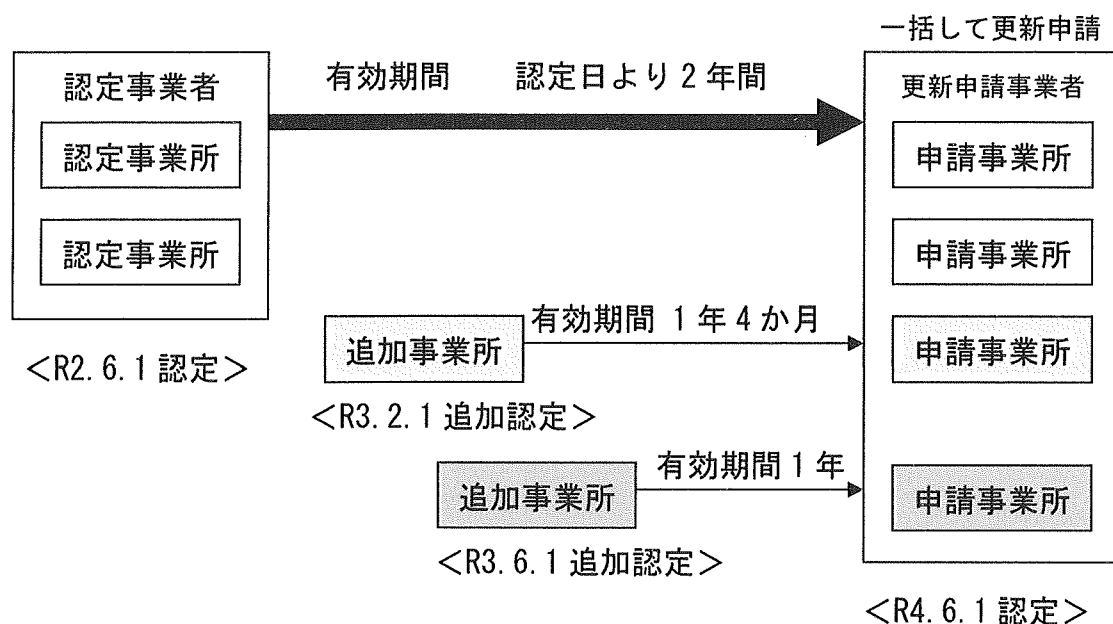 一括して更新申請
認定事業者
有効期間 認定日より2年間
更新申請事業者
認定事業所
申請事業所
認定事業所
申請事業所
有効期間 1年4か月
追加事業所
申請事業所
<R2.6.1認定>
<R3.2.1追加認定>
有効期間1年
追加事業所
申請事業所
<R3.6.1追加認定>
<R4.6.1認定>